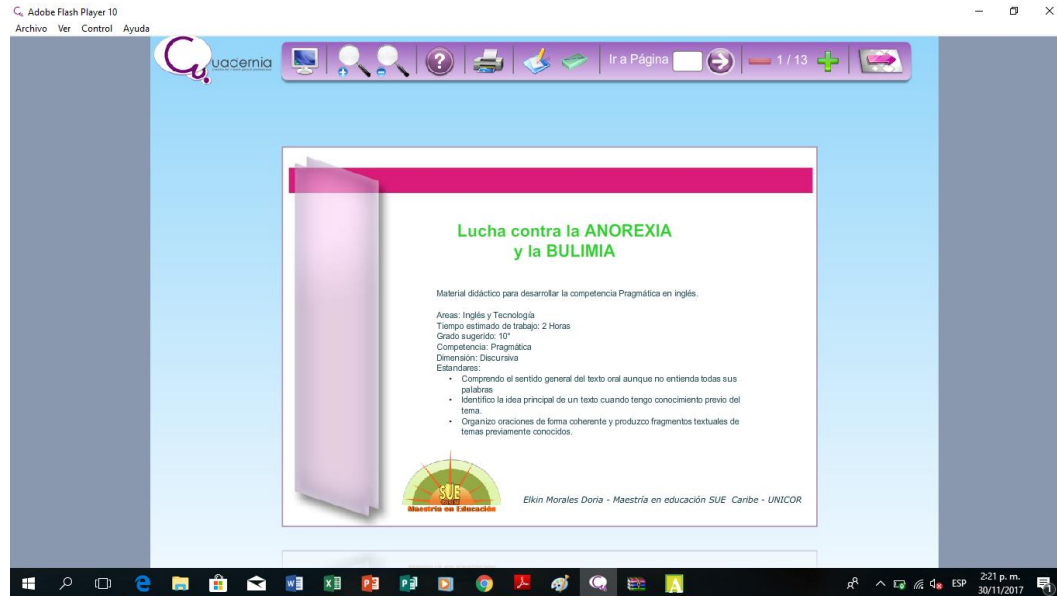 Adobe Flash Player 10
Archivo Ver Control Ayuda
Cuadernia
Ir a Página
1 / 13
Lucha contra la ANOREXIA
y la BULIMIA
Material didáctico para desarrollar la competencia Pragmática en inglés.
Areas: Inglés y Tecnología
Tiempo estimado de trabajo: 2 Horas
Grado sugerido: 10°
Competencia: Pragmática
Dimensión: Discursiva
Estandares:
• Comprendo el sentido general del texto oral aunque no entienda todas sus
palabras
• Identifico la idea principal de un texto cuando tengo conocimiento previo del
tema.
• Organizo oraciones de forma coherente y produzco fragmentos textuales de
temas previamente conocidos.
SUE
Maestría en Educación
Elkin Morales Doria - Maestría en educación SUE Caribe - UNICOR
ESP
2:21 p. m.
30/11/2017